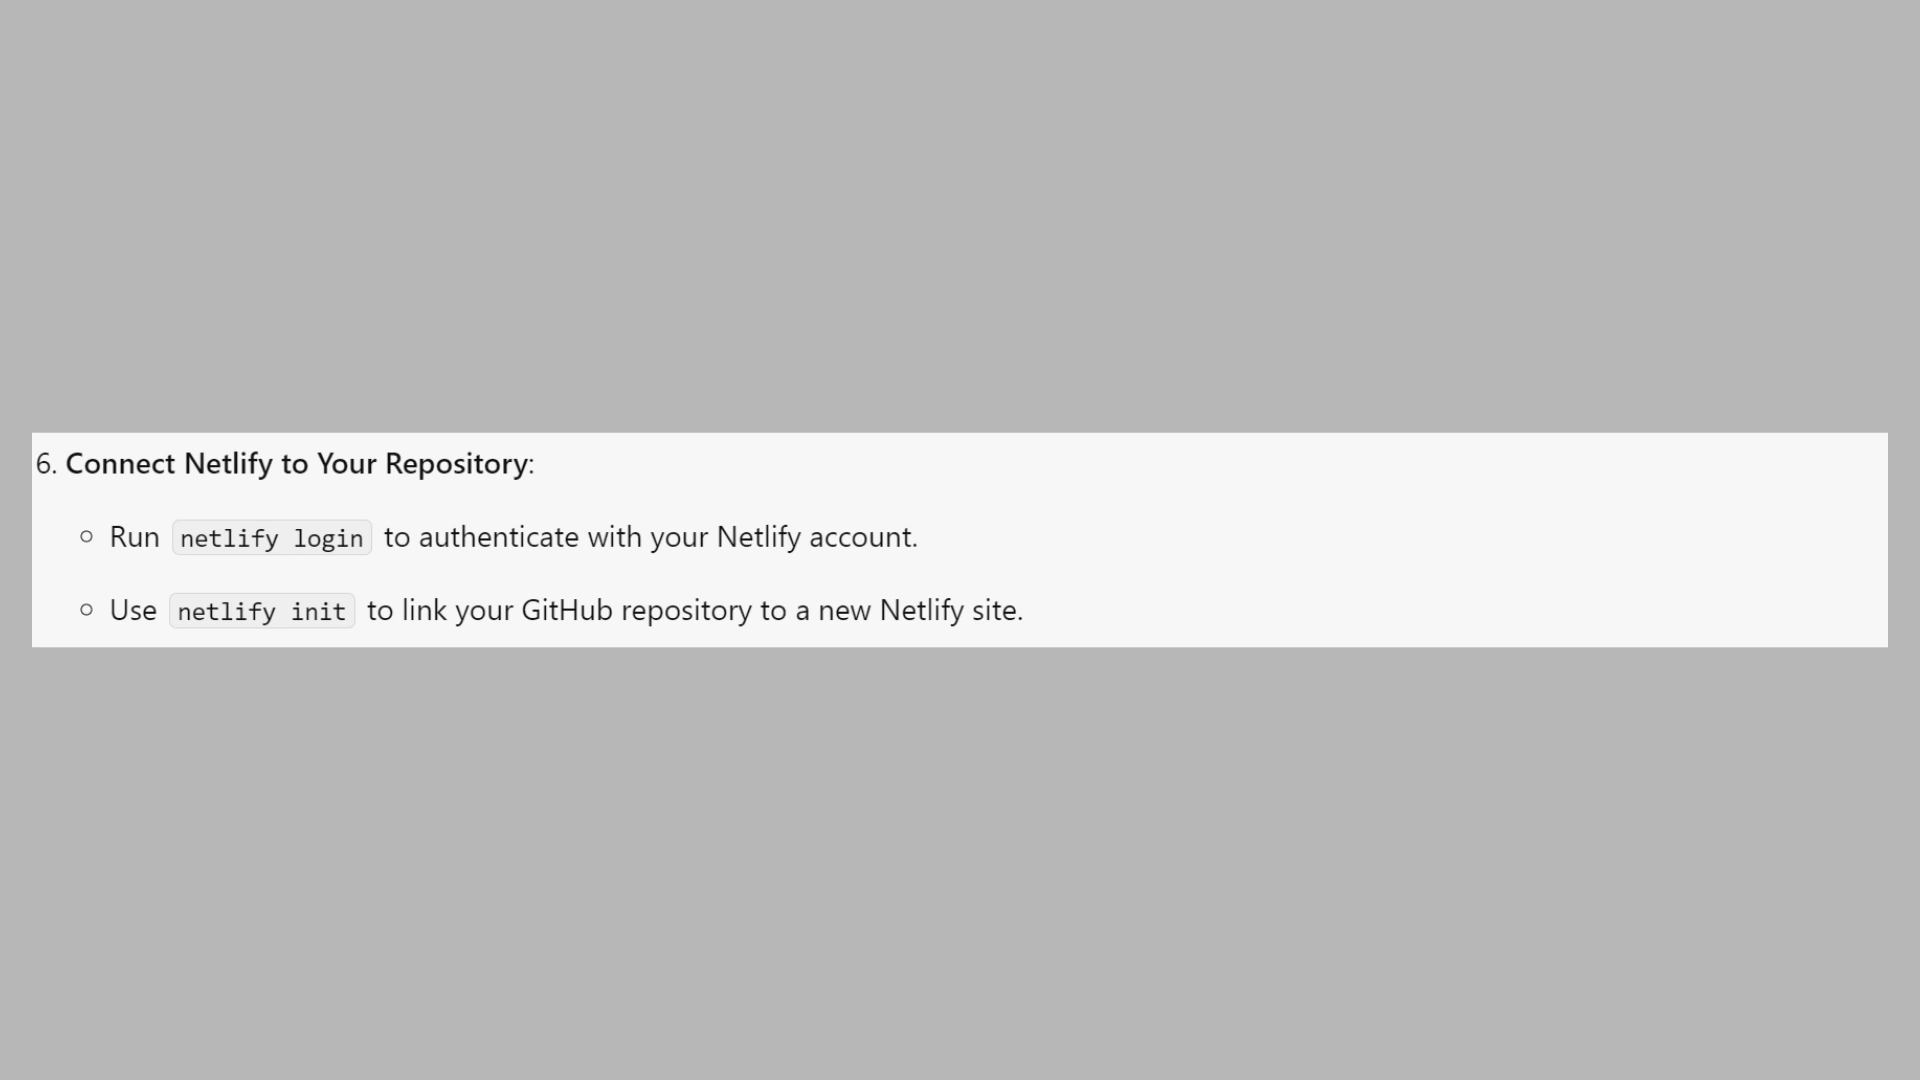 6. Connect Netlify to Your Repository:
○ Run netlify login to authenticate with your Netlify account.
○ Use netlify init to link your GitHub repository to a new Netlify site.